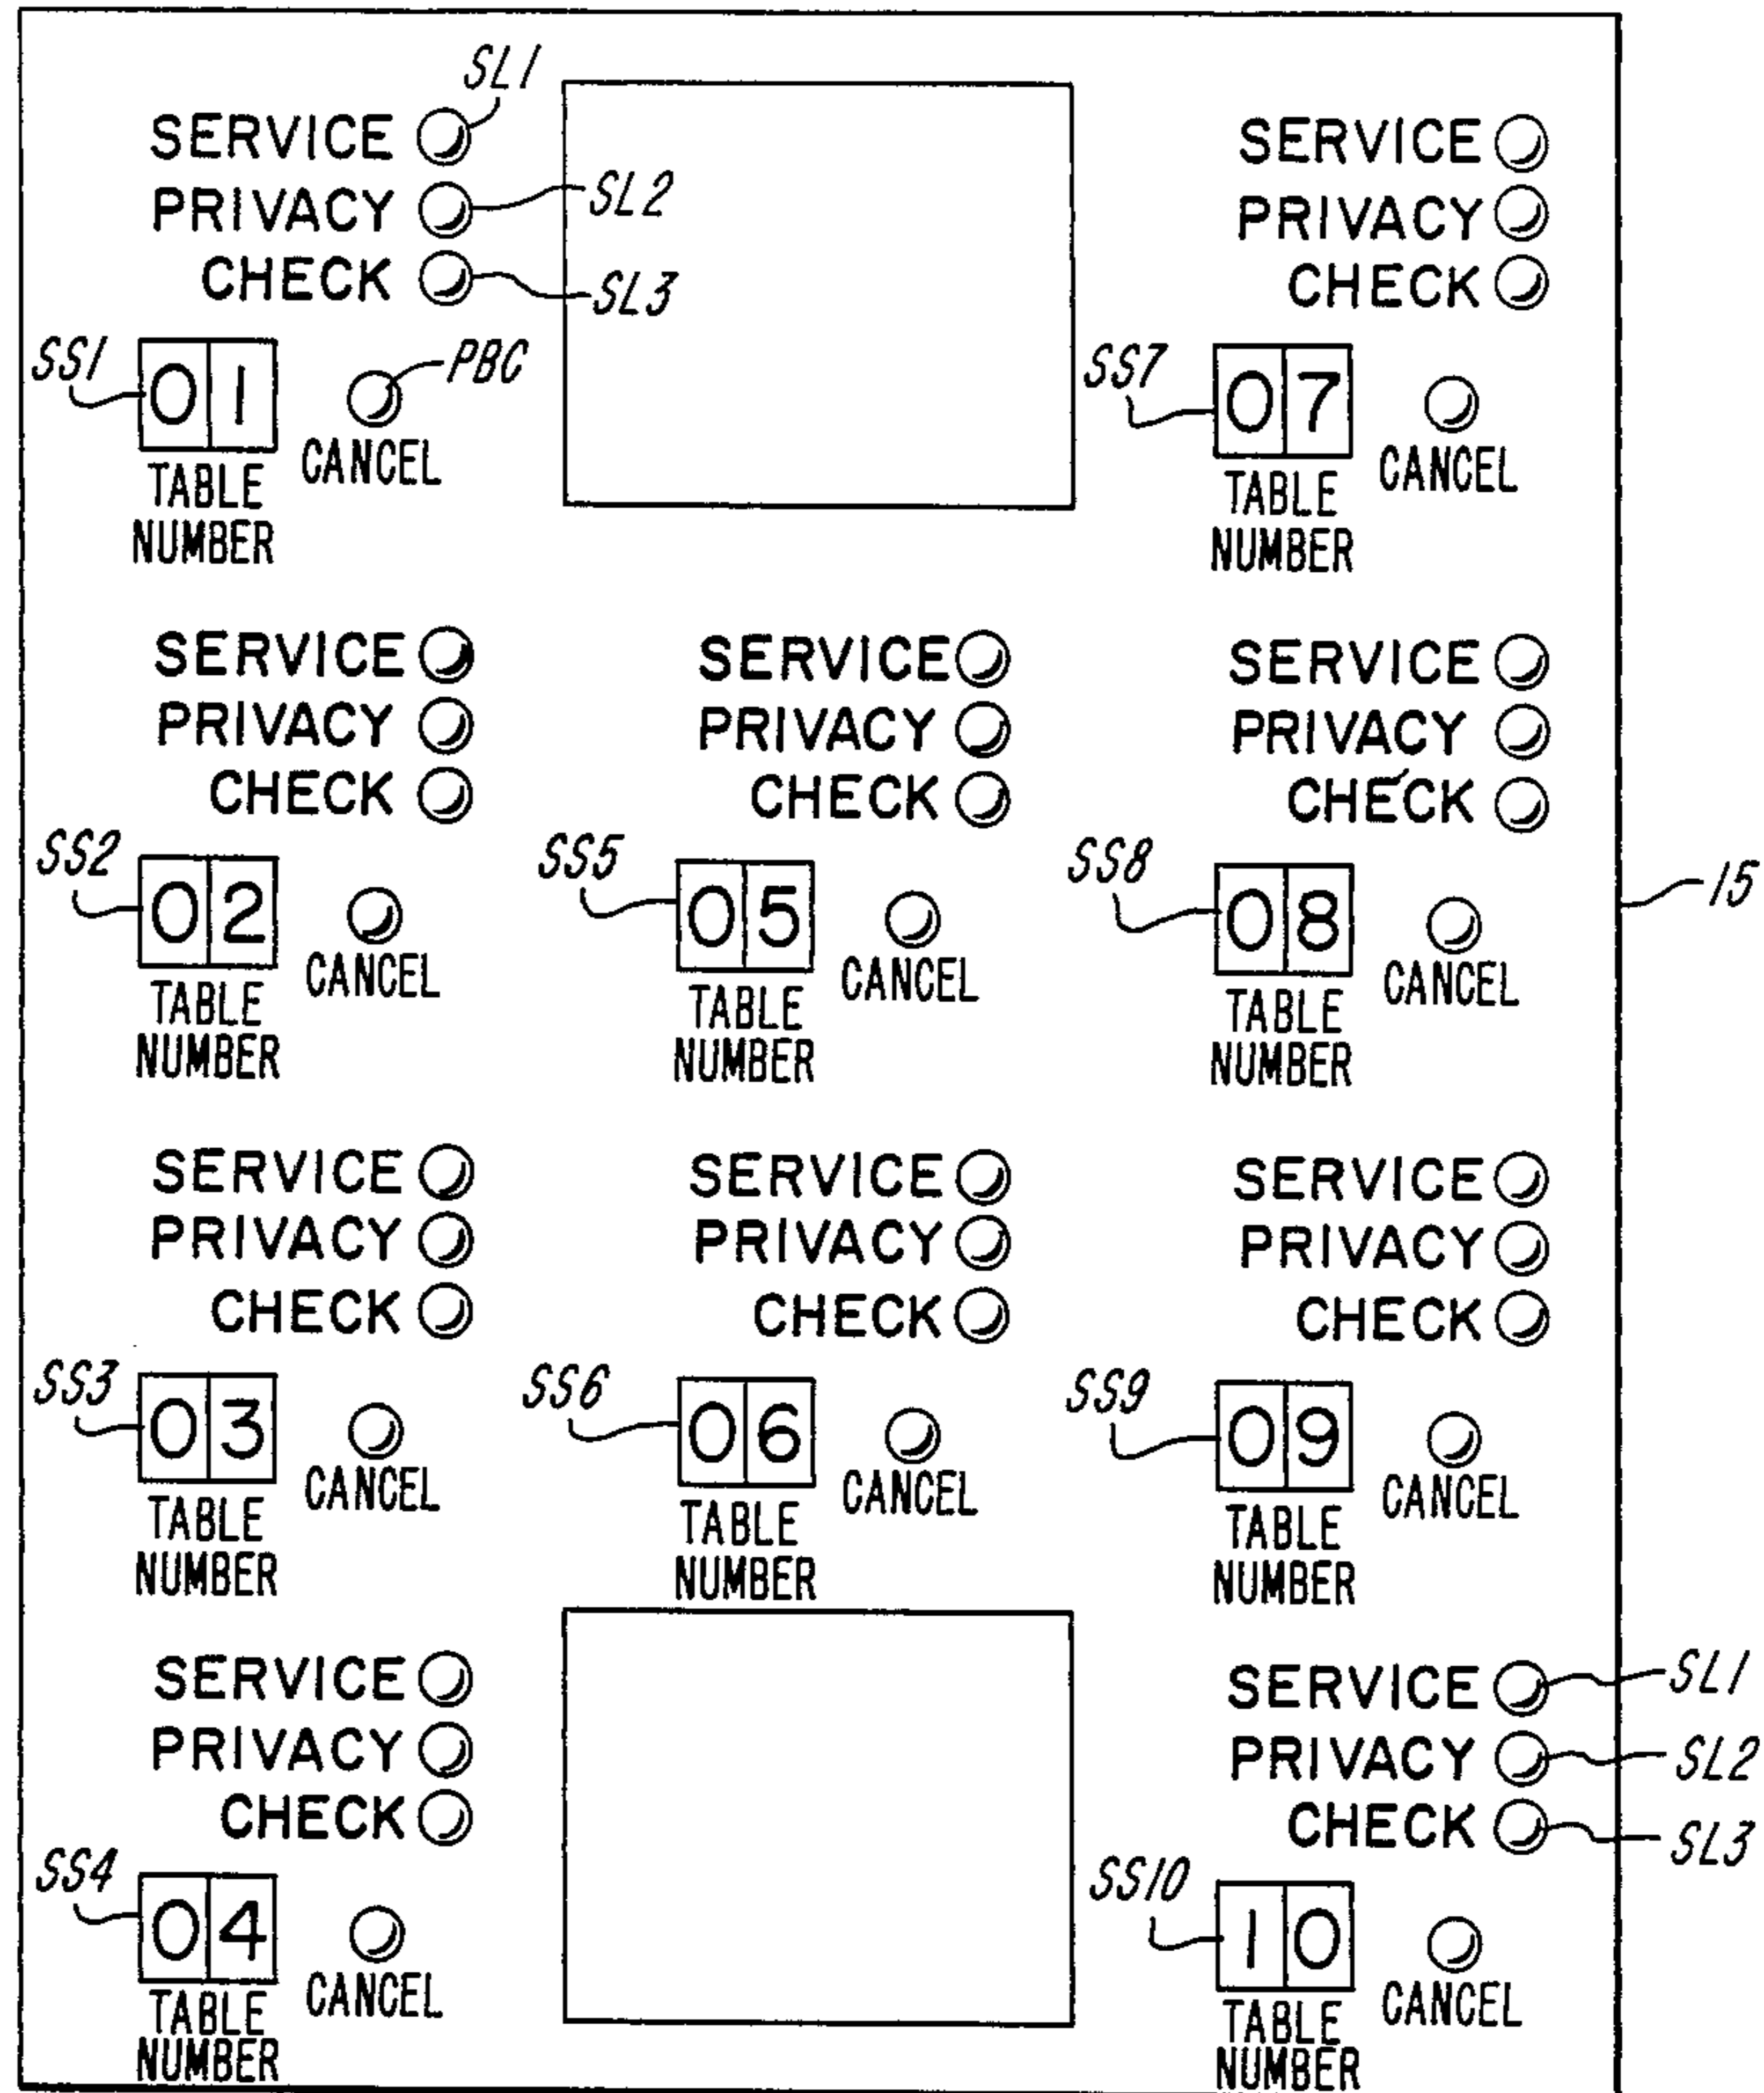 SL1
SERVICE
PRIVACY SL2
CHECK SL3
SS1 01 PBC
CANCEL
TABLE
NUMBER
SERVICE
PRIVACY
CHECK
SS7 07
CANCEL
TABLE
NUMBER
SERVICE
PRIVACY
CHECK
SS2 02
CANCEL
TABLE
NUMBER
SERVICE
PRIVACY
CHECK
SS5 05
CANCEL
TABLE
NUMBER
SERVICE
PRIVACY
CHECK
SS8 08
CANCEL
TABLE
NUMBER
15
SERVICE
PRIVACY
CHECK
SS3 03
CANCEL
TABLE
NUMBER
SERVICE
PRIVACY
CHECK
SS6 06
CANCEL
TABLE
NUMBER
SERVICE
PRIVACY
CHECK
SS9 09
CANCEL
TABLE
NUMBER
SERVICE
PRIVACY
CHECK
SS4 04
CANCEL
TABLE
NUMBER
SERVICE SL1
PRIVACY SL2
CHECK SL3
SS10 10
CANCEL
TABLE
NUMBER